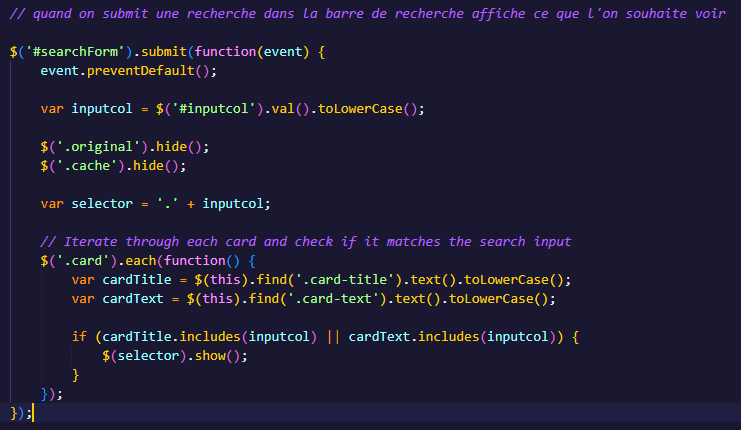 // quand on submit une recherche dans la barre de recherche affiche ce que l'on souhaite voir
$('#searchForm').submit(function(event) {
event.preventDefault();
var inputcol = $('#inputcol').val().toLowerCase();
$('.original').hide();
$('.cache').hide();
var selector = '.' + inputcol;
// Iterate through each card and check if it matches the search input
$('.card').each(function() {
var cardTitle = $(this).find('.card-title').text().toLowerCase();
var cardText = $(this).find('.card-text').text().toLowerCase();
if (cardTitle.includes(inputcol) || cardText.includes(inputcol)) {
$(selector).show();
}
});
});